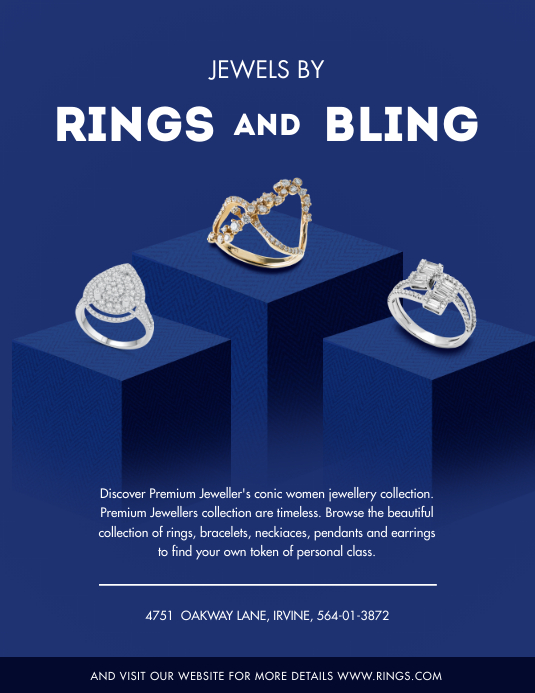 JEWELS BY
RINGS AND BLING
Discover Premium Jeweller's conic women jewellery collection.
Premium Jewellers collection are timeless. Browse the beautiful
collection of rings, bracelets, neckiaces, pendants and earrings
to find your own token of personal class.
4751 OAKWAY LANE, IRVINE, 564-01-3872
AND VISIT OUR WEBSITE FOR MORE DETAILS WWW.RINGS.COM